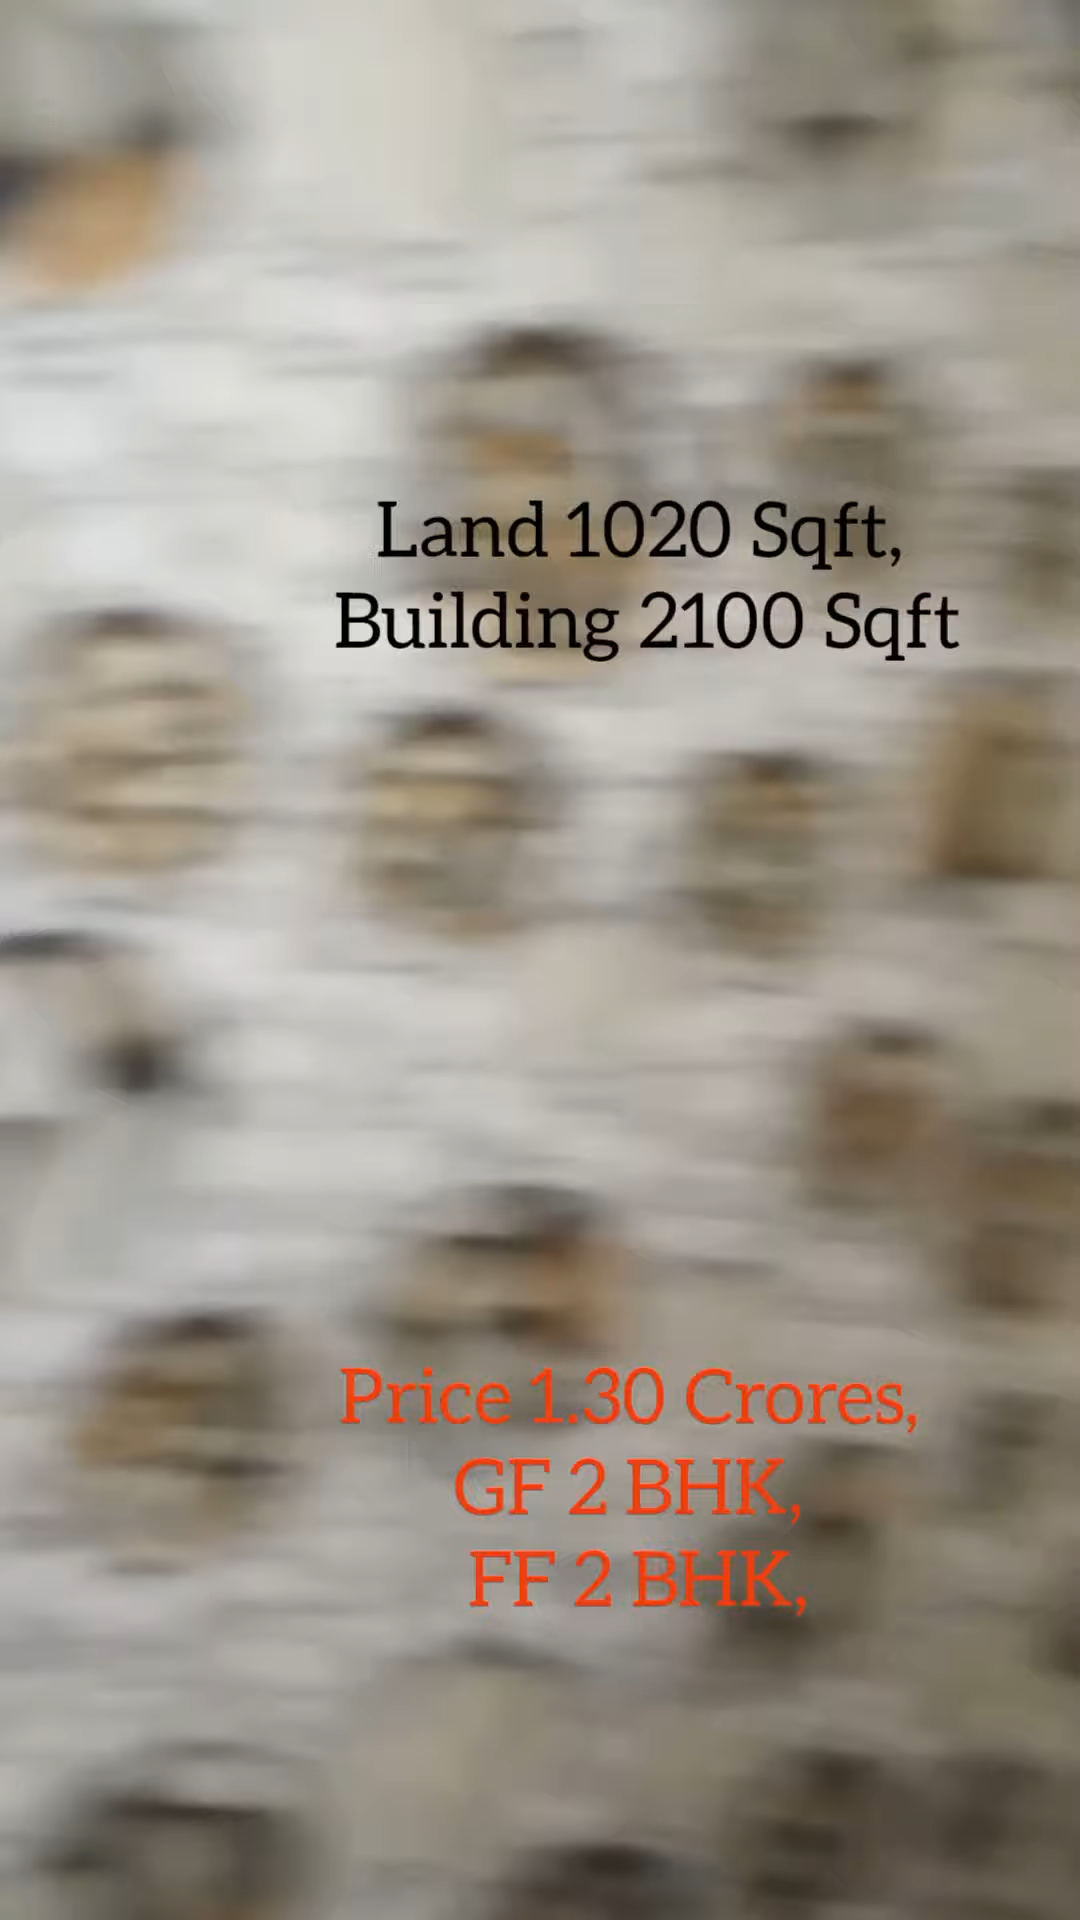 Land 1020 Sqft,
Building 2100 Sqft
Price 1.30 Crores,
GF 2 BHK,
FF 2 BHK,